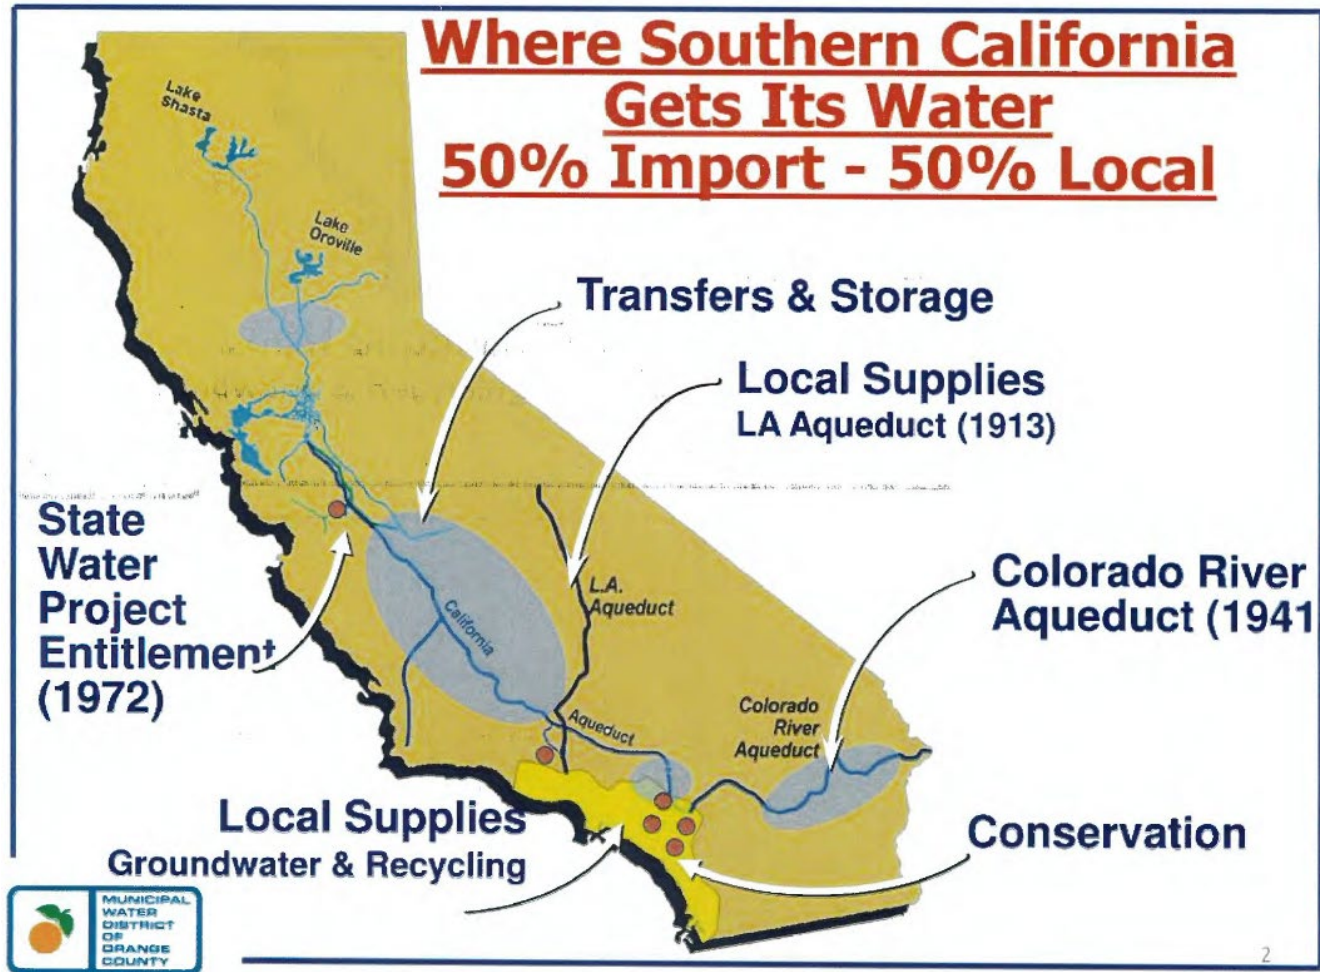 Where Southern California
Gets Its Water
50% Import - 50% Local
Lake
Shasta
Lake
Oroville
Transfers & Storage
Local Supplies
LA Aqueduct (1913)
State
Water
Project
Entitlement
(1972)
L.A.
Aqueduct
California
Aqueduct
Colorado River
Aqueduct (1941
Colorado
River
Aqueduct
Local Supplies
Groundwater & Recycling
Conservation
MUNICIPAL
WATER
DISTRICT
OF
ORANGE
COUNTY
2